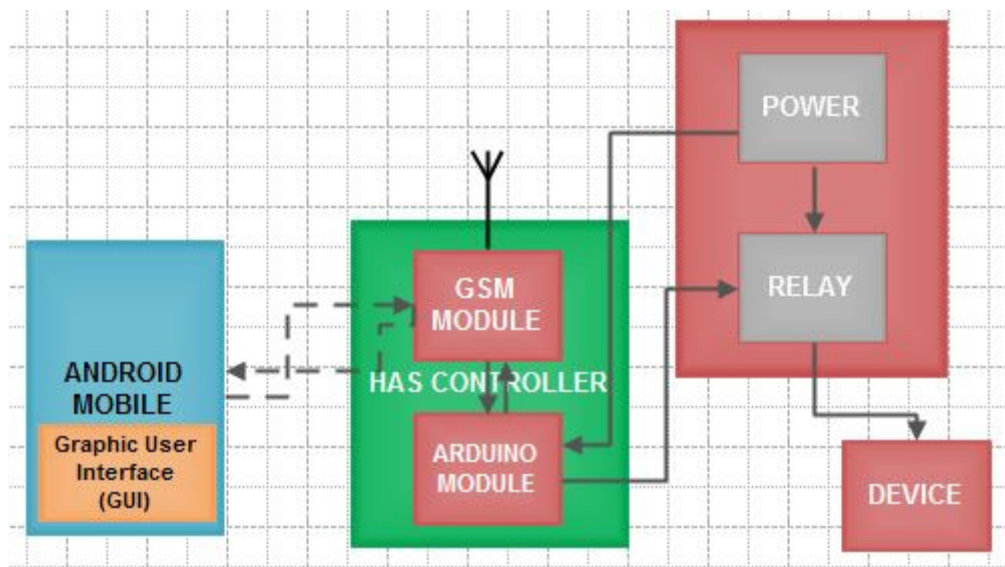 POWER
RELAY
GSM
MODULE
HAS CONTROLLER
ARDUINO
MODULE
ANDROID
MOBILE
Graphic User
Interface
(GUI)
DEVICE